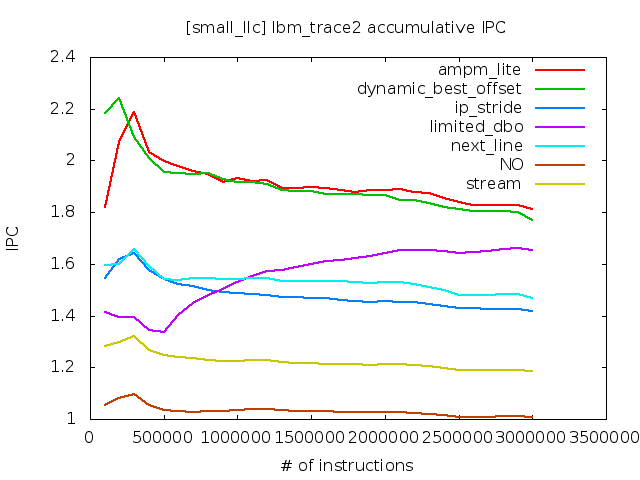 [small_llc] lbm_trace2 accumulative IPC
2.4
2.2
2
1.8
1.6
1.4
1.2
1
IPC
ampm_lite
dynamic_best_offset
ip_stride
limited_dbo
next_line
NO
stream
0 500000 1000000 1500000 2000000 2500000 3000000 3500000
# of instructions